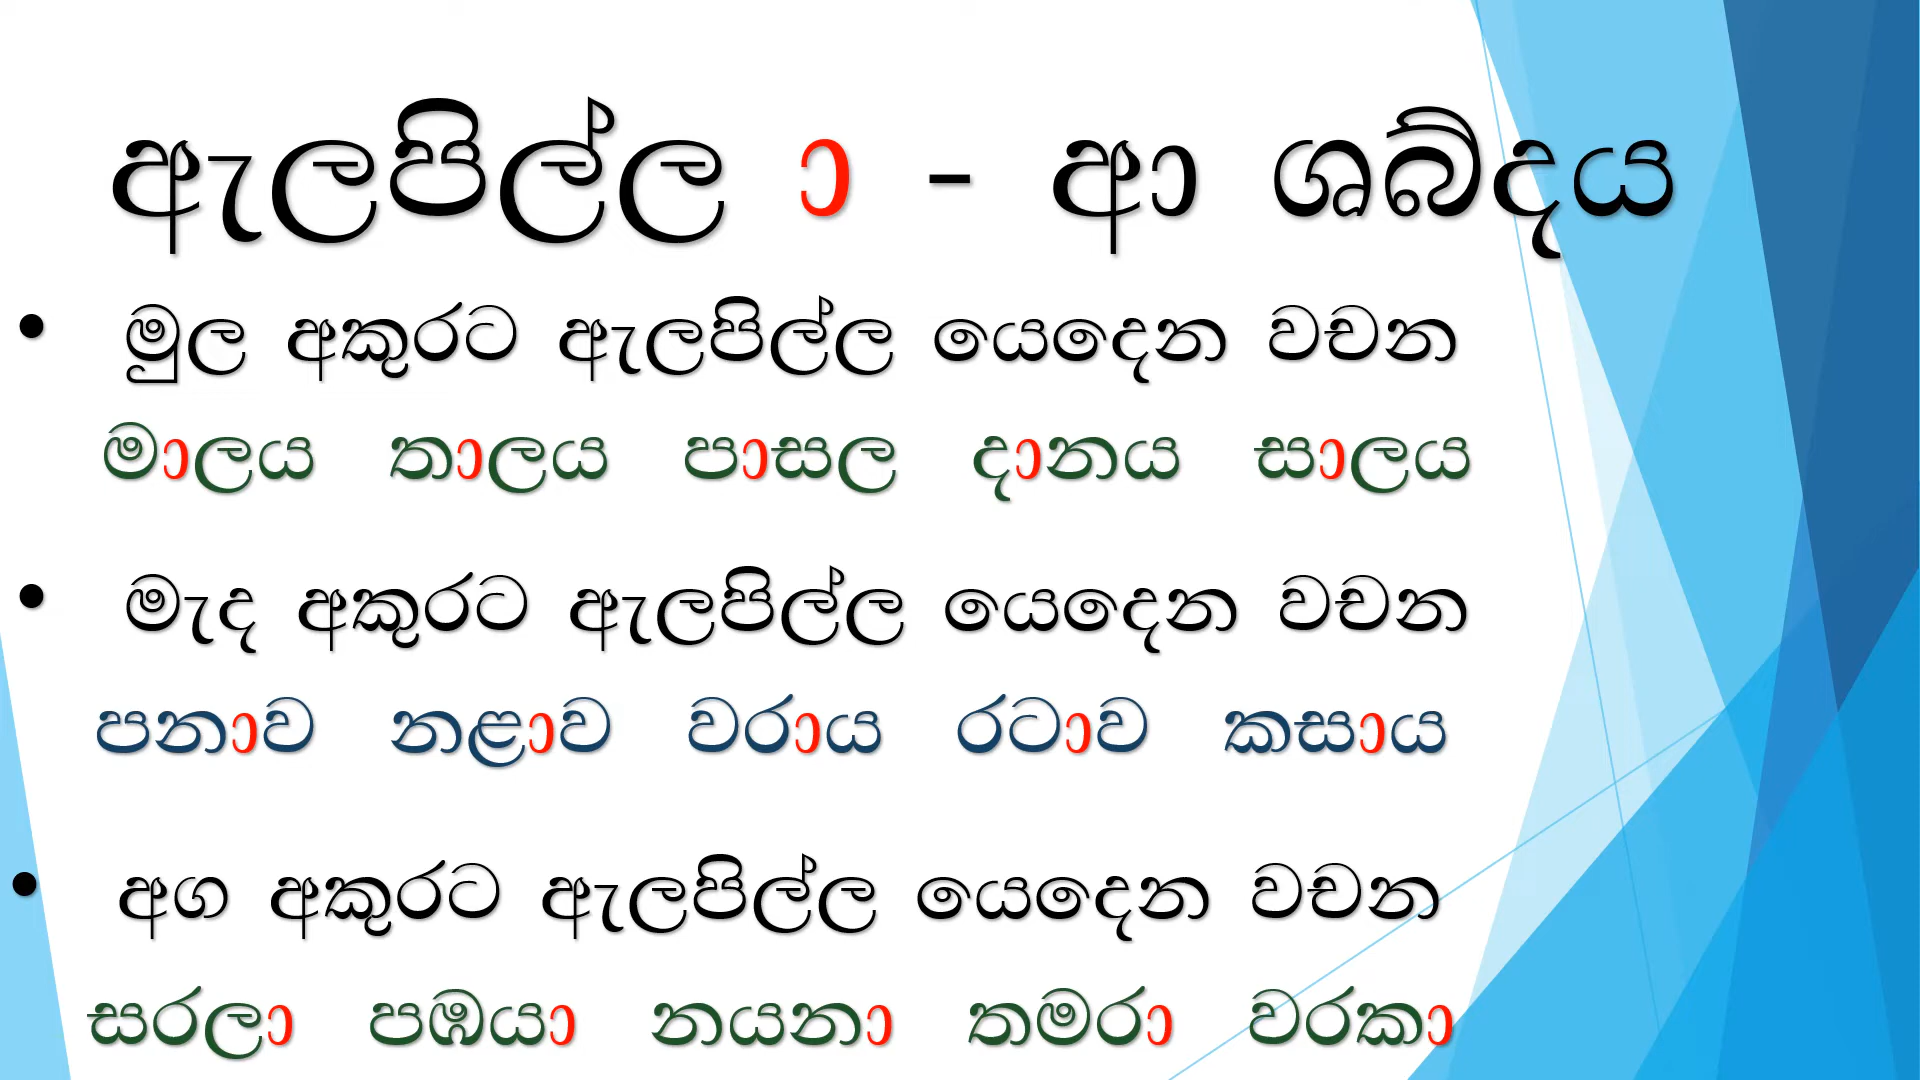 ඇලපිල්ල ා - ආ ශබ්දය
• මුල අකුරට ඇලපිල්ල යෙදෙන වචන
මාලය තාලය පාසල දානය සාලය
• මැද අකුරට ඇලපිල්ල යෙදෙන වචන
පනාව නළාව වරාය රටාව කසාය
• අග අකුරට ඇලපිල්ල යෙදෙන වචන
සරලා පඹයා නයනා තමරා වරකා